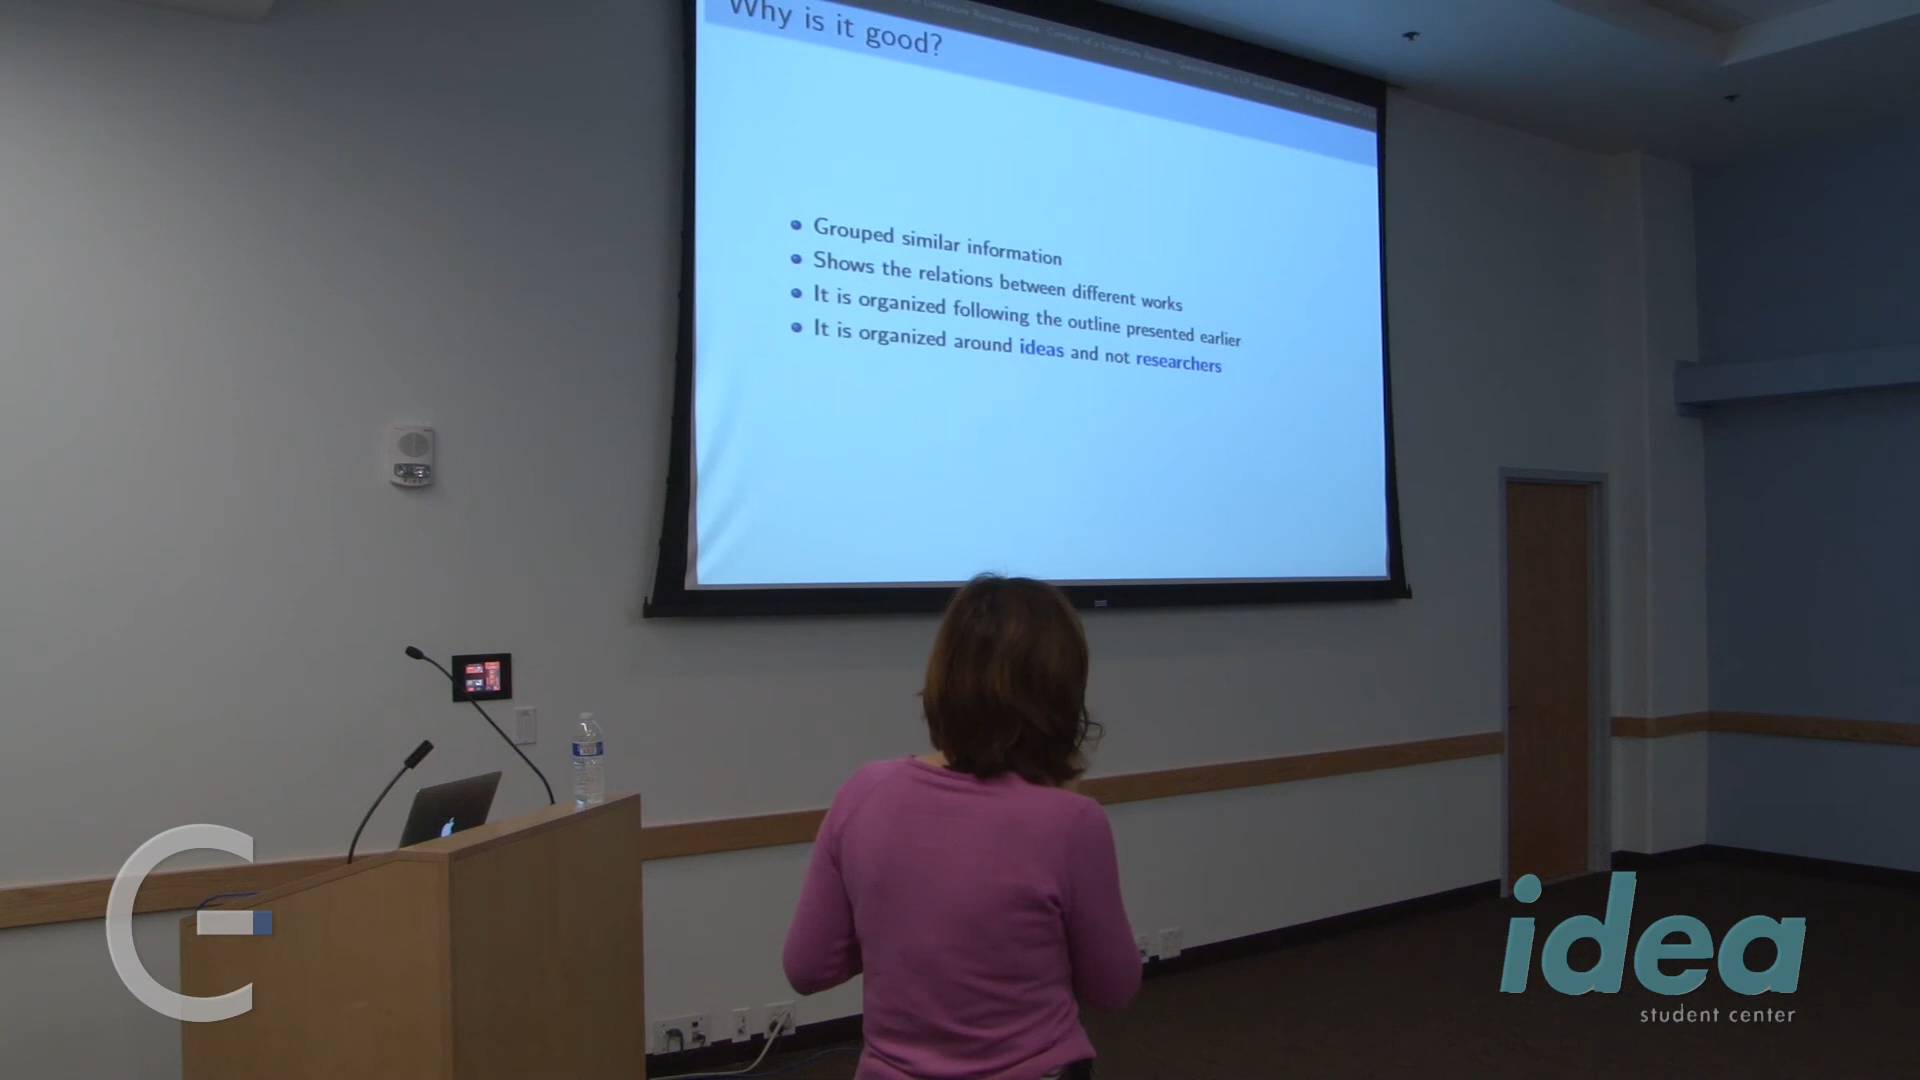 Why is it good?
Grouped similar information
Shows the relations between different works
It is organized following the outline presented earlier
It is organized around ideas and not researchers
idea
student center